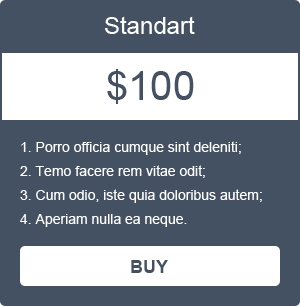 Standart
$100
1. Porro officia cumque sint deleniti;
2. Temo facere rem vitae odit;
3. Cum odio, iste quia doloribus autem;
4. Aperiam nulla ea neque.
BUY